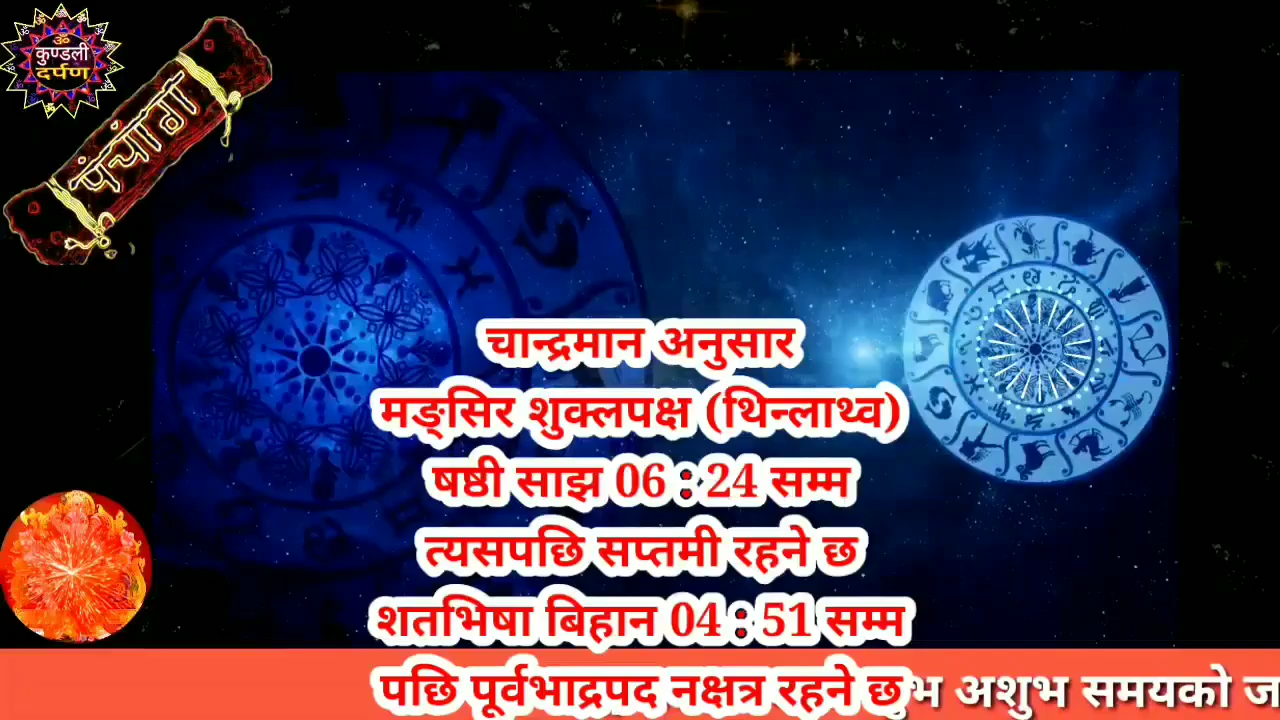 ॐ
कुण्डली
दर्पण
पंचांग
चान्द्रमान अनुसार
मङ्सिर शुक्लपक्ष (थिन्लाथ्व)
षष्ठी साझ 06 : 24 सम्म
त्यसपछि सप्तमी रहने छ
शतभिषा बिहान 04 : 51 सम्म
पछि पूर्वभाद्रपद नक्षत्र रहने छ
अशुभ समयको